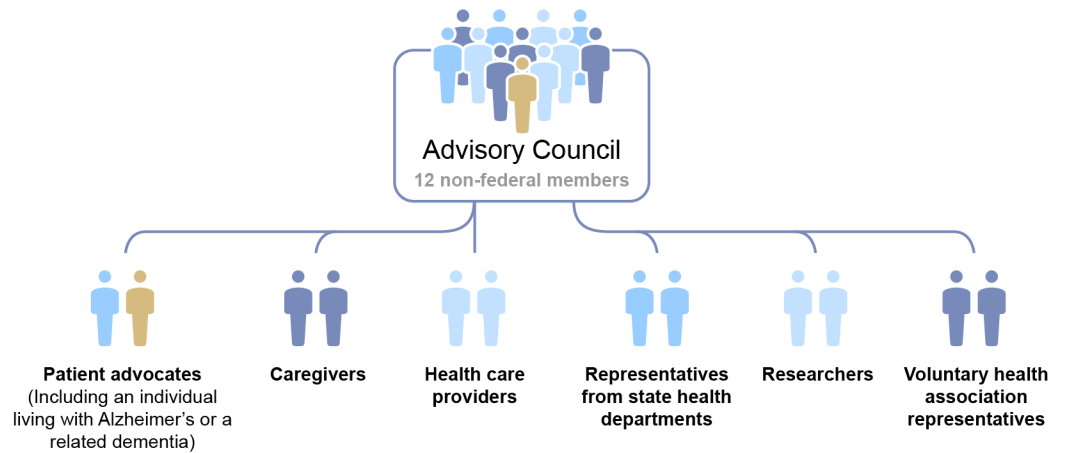 Advisory Council
12 non-federal members
Patient advocates
(Including an individual
living with Alzheimer's or a
related dementia)
Caregivers
Health care
providers
Representatives
from state health
departments
Researchers
Voluntary health
association
representatives